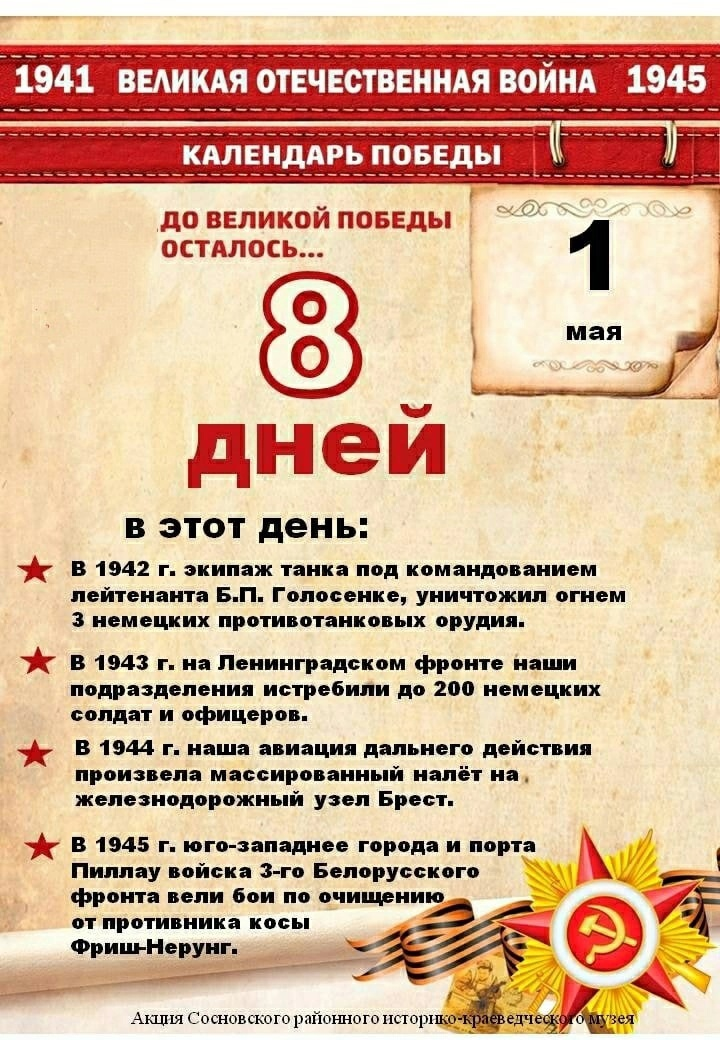 1941 ВЕЛИКАЯ ОТЕЧЕСТВЕННАЯ ВОЙНА 1945
КАЛЕНДАРЬ ПОБЕДЫ
ДО ВЕЛИКОЙ ПОБЕДЫ
ОСТАЛОСЬ...
8
дней
1
мая
в этот день:
В 1942 г. экипаж танка под командованием
лейтенанта Б.П. Голосенке, уничтожил огнем
3 немецких противотанковых орудия.
В 1943 г. на Ленинградском фронте наши
подразделения истребили до 200 немецких
солдат и офицеров.
В 1944 г. наша авиация дальнего действия
произвела массированный налёт на
железнодорожный узел Брест.
В 1945 г. юго-западнее города и порта
Пиллау войска 3-го Белорусского
фронта вели бои по очищению
от противника косы
Фриш-Нерунг.
Акция Сосновского районного историко-краеведческого музея